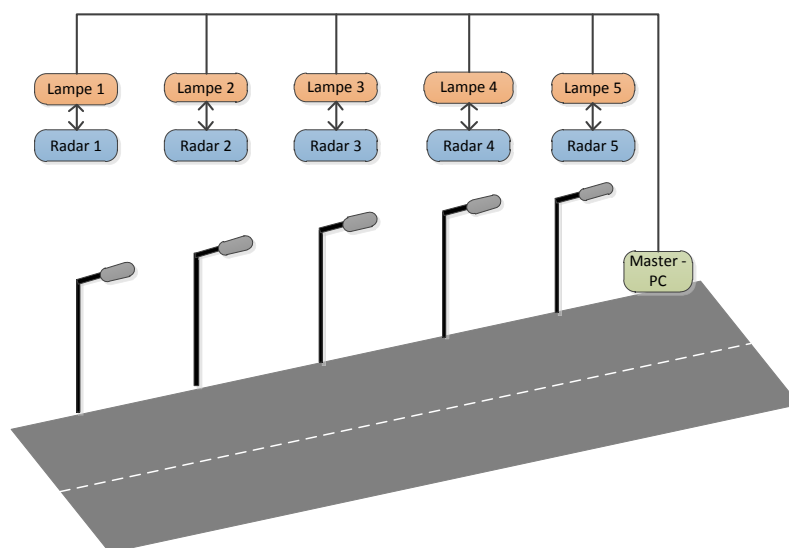 Lampe 1
Lampe 2
Lampe 3
Lampe 4
Lampe 5
Radar 1
Radar 2
Radar 3
Radar 4
Radar 5
Master -
PC